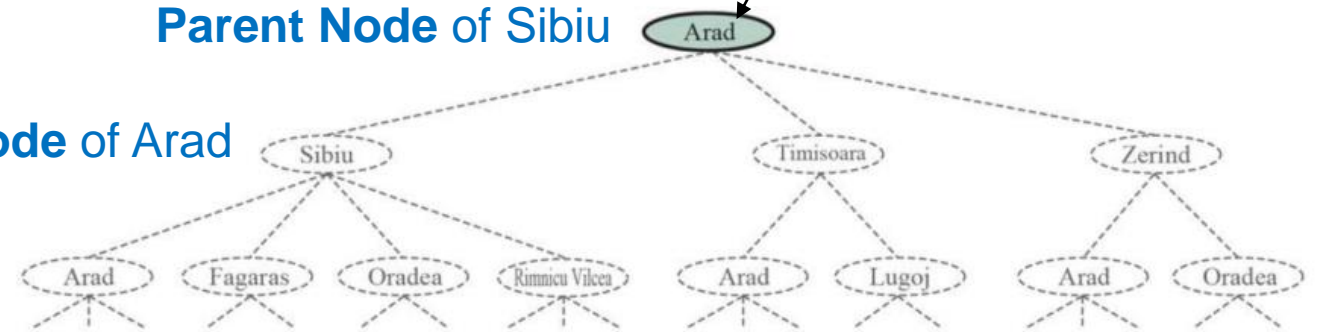 Parent Node of Sibiu
Arad
ode of Arad
Sibiu
Timisoara
Zerind
Arad
Fagaras
Oradea
Rimnicu Vilcea
Arad
Lugoj
Arad
Oradea